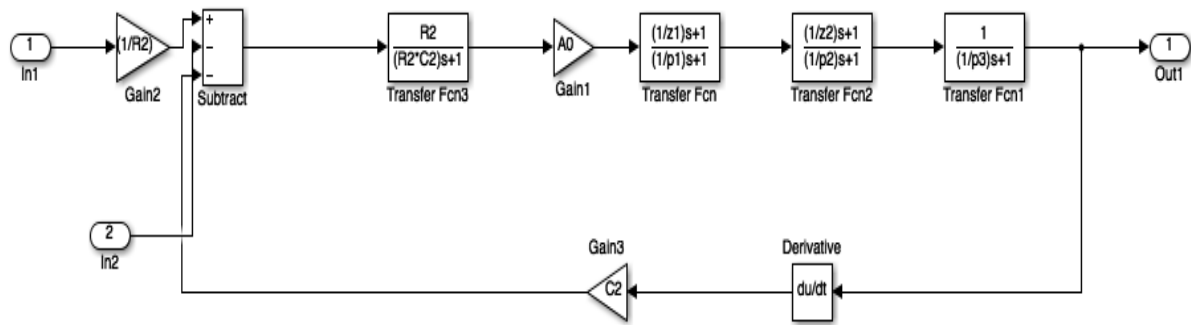 1
In1
(1/R2)
Gain2
+
−
−
Subtract
R2
(R2*C2)s+1
Transfer Fcn3
A0
Gain1
(1/z1)s+1
(1/p1)s+1
Transfer Fcn
(1/z2)s+1
(1/p2)s+1
Transfer Fcn2
1
(1/p3)s+1
Transfer Fcn1
1
Out1
2
In2
Gain3
C2
Derivative
du/dt